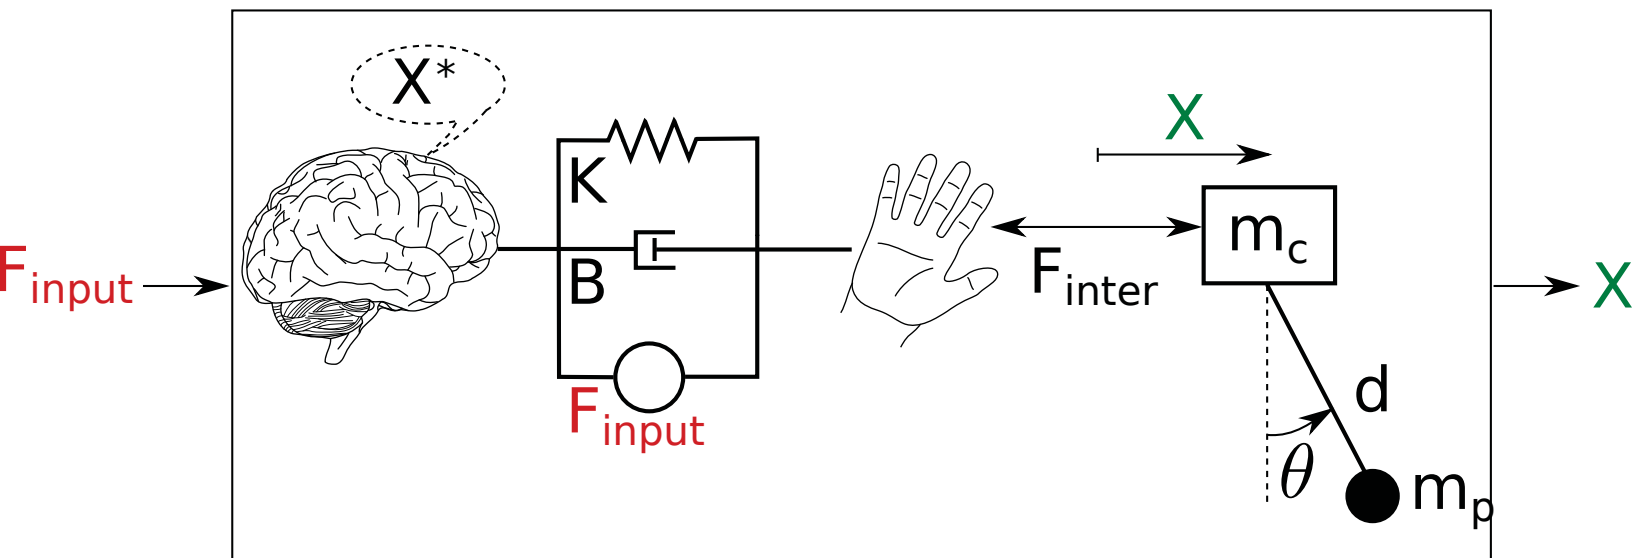 X*
X
K
m_c
F_input
B
F_inter
X
d
F_input
θ
m_p